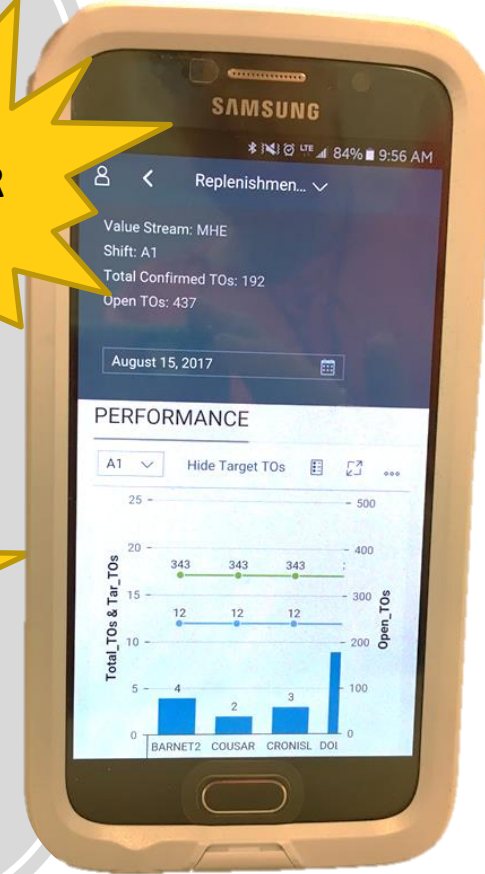 R
SAMSUNG
LTE 84% 9:56 AM
Replenishmen...
Value Stream: MHE
Shift: A1
Total Confirmed TOs: 192
Open TOs: 437
August 15, 2017
PERFORMANCE
A1 Hide Target TOs
25 500
20 400
343 343 343
15 300
12 12 12
10 200
5 100
4 2 3
0 0
Total_TOs & Tar_TOs
Open_TOs
BARNET2 COUSAR CRONISL DOL